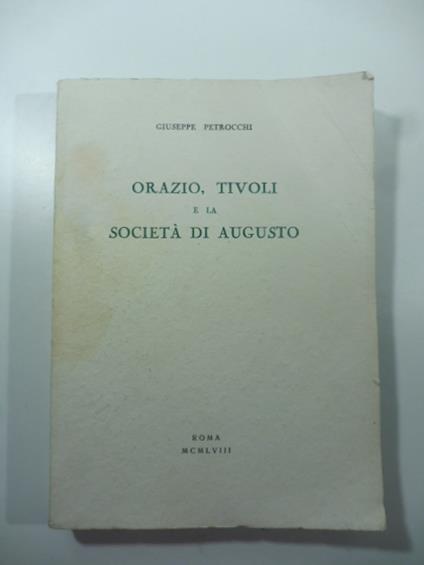 GIUSEPPE PETROCCHI
ORAZIO, TIVOLI
E LA
SOCIETÀ DI AUGUSTO
ROMA
MCMLVIII